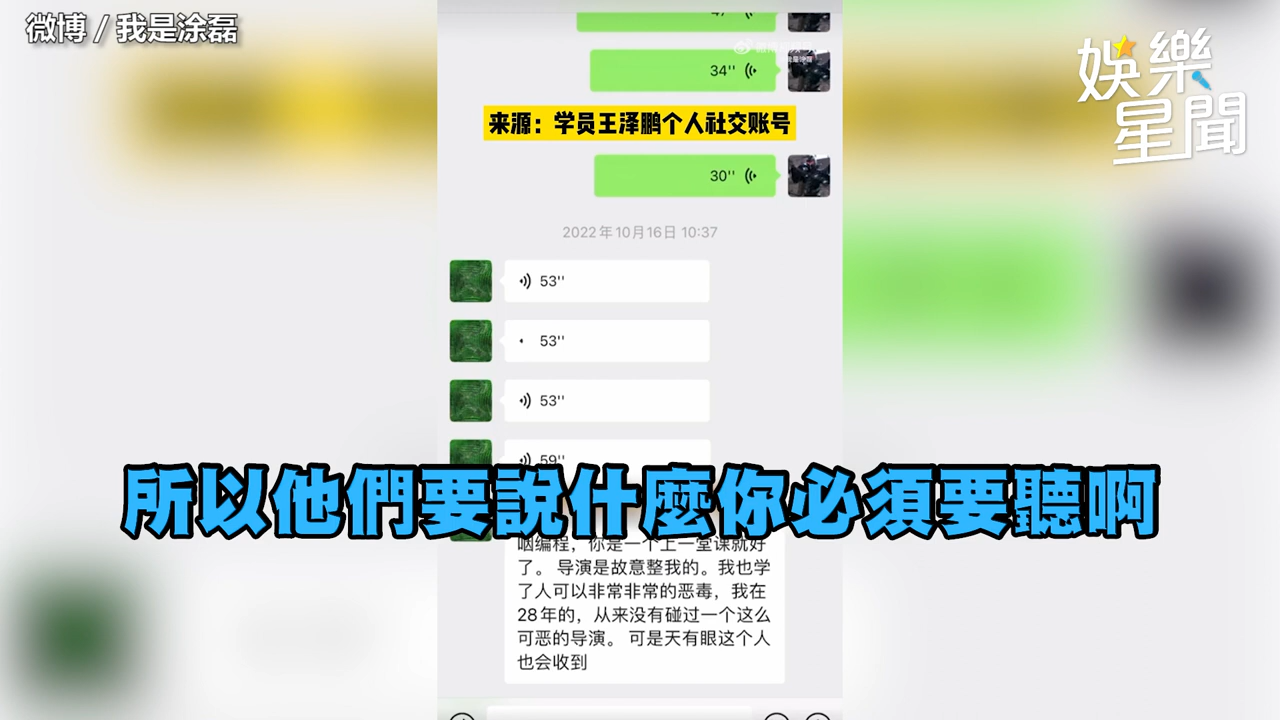 微博 / 我是涂磊
娛樂
星聞
47''
34''
来源：学员王泽鹏个人社交账号
30''
2022年10月16日 10:37
53''
53''
53''
59''
所以他們要說什麼你必須要聽啊
咽编程，你是一个上一堂课就好
了。 导演是故意整我的。我也学
了人可以非常非常的恶毒，我在
28年的，从来没有碰过一个这么
可恶的导演。 可是天有眼这个人
也会收到